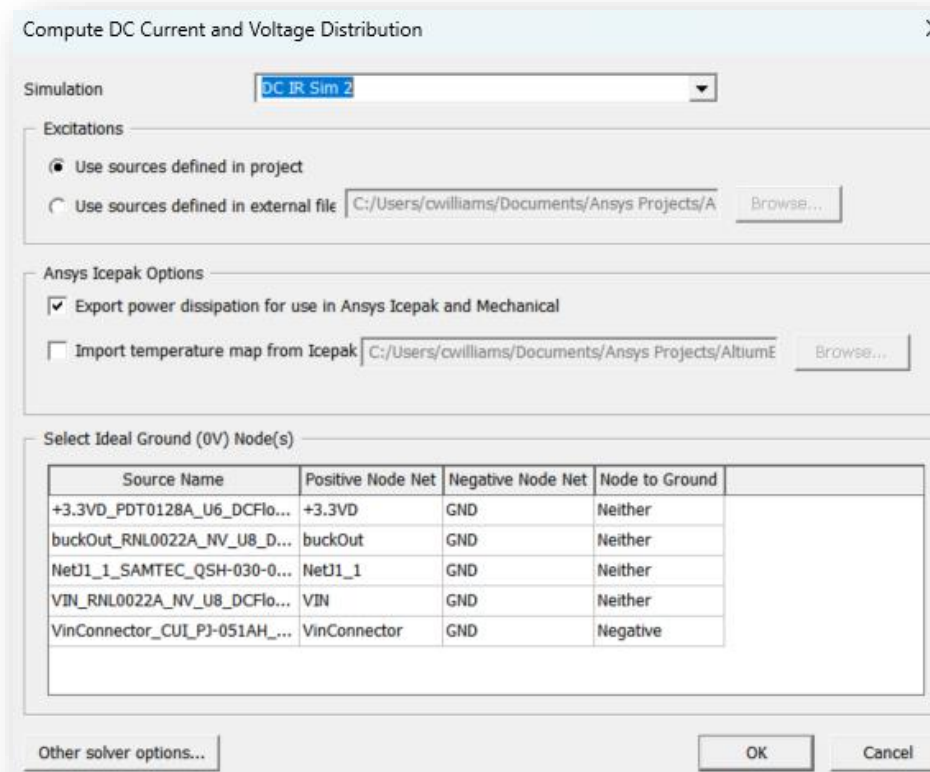 Compute DC Current and Voltage Distribution
Simulation DC IR Sim 2
Excitations
Use sources defined in project
Use sources defined in external file C:/Users/cwilliams/Documents/Ansys Projects/A Browse...
Ansys Icepak Options
Export power dissipation for use in Ansys Icepak and Mechanical
Import temperature map from Icepak C:/Users/cwilliams/Documents/Ansys Projects/AltiumE Browse...
Select Ideal Ground (0V) Node(s)
Source Name Positive Node Net Negative Node Net Node to Ground
+3.3VD_PDT0128A_U6_DCFlo... +3.3VD GND Neither
buckOut_RNL0022A_NV_U8_D... buckOut GND Neither
NetJ1_1_SAMTEC_QSH-030-0... NetJ1_1 GND Neither
VIN_RNL0022A_NV_U8_DCFlo... VIN GND Neither
VinConnector_CUI_PJ-051AH_... VinConnector GND Negative
Other solver options... OK Cancel